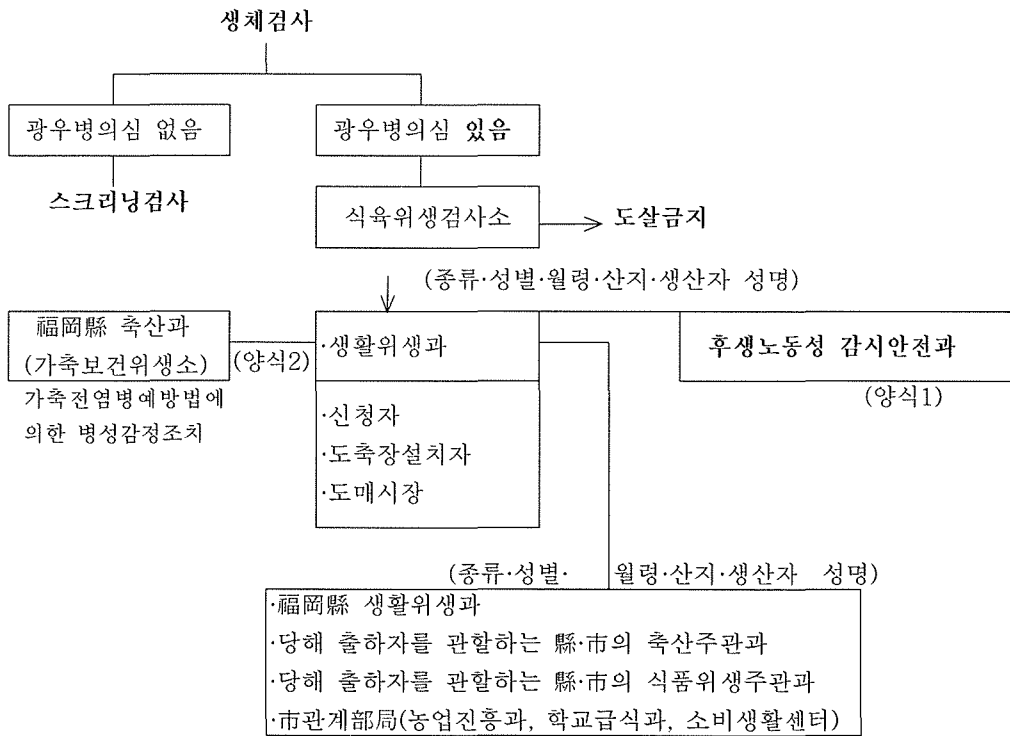 생체검사
광우병의심 없음
광우병의심 있음
스크리닝검사
식육위생검사소
도살금지
(종류·성별·월령·산지·생산자 성명)
福岡縣 축산과
(가축보건위생소)
(양식2)
·생활위생과
후생노동성 감시안전과
(양식1)
가축전염병예방법에
의한 병성감정조치
·신청자
·도축장설치자
·도매시장
(종류·성별· 월령·산지·생산자 성명)
·福岡縣 생활위생과
·당해 출하자를 관할하는 縣·市의 축산주관과
·당해 출하자를 관할하는 縣·市의 식품위생주관과
·市관계部局(농업진흥과, 학교급식과, 소비생활센터)